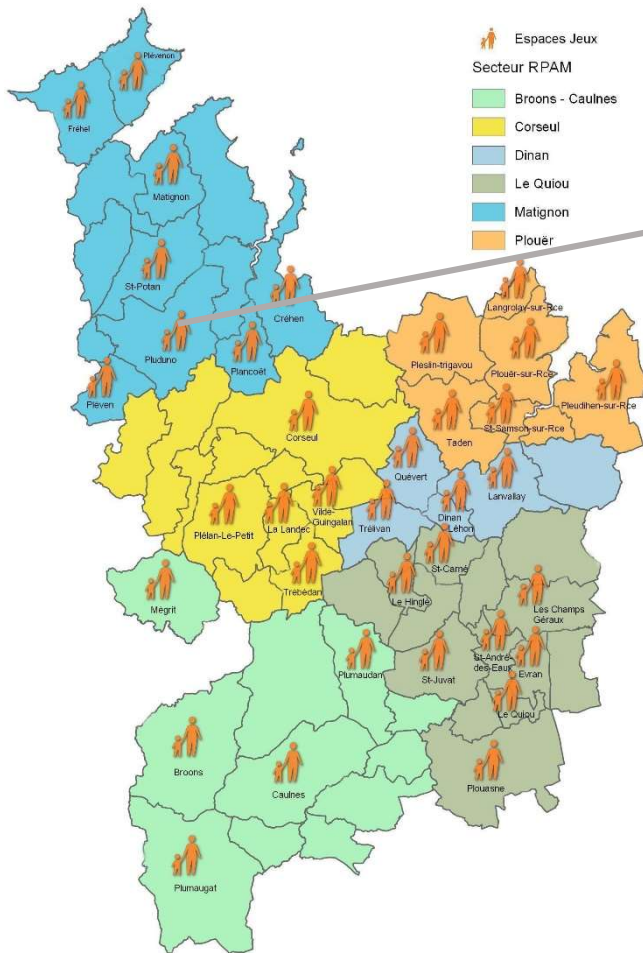 Espaces Jeux
Secteur RPAM
Broons - Caulnes
Corseul
Dinan
Le Quiou
Matignon
Plouër
Plévenon
Fréhel
Matignon
St-Potan
Créhen
Pluduno
Plancoët
Pleven
Langrolay-sur-Rce
Pleslin-trigavou
Plouër-sur-Rce
Pleudihen-sur-Rce
St-Samson-sur-Rce
Taden
Corseul
Quévert
Lanvallay
Dinan
Léhon
Trélivan
Vildé-
Guingalan
La Landec
Plélan-Le-Petit
Trébédan
St-Carné
Le Hinglé
Les Champs
Géraux
Mégrit
St-André-
des-Eaux
Evran
St-Juvat
Le Quiou
Plumaudan
Plouasne
Broons
Caulnes
Plumaugat